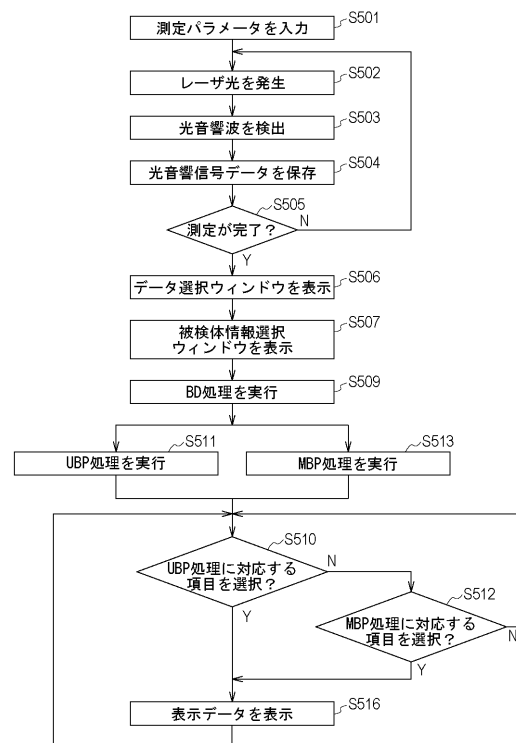 測定パラメータを入力
S501
レーザ光を発生
S502
光音響波を検出
S503
光音響信号データを保存
S504
測定が完了？
S505
N
Y
データ選択ウィンドウを表示
S506
被検体情報選択
ウィンドウを表示
S507
BD処理を実行
S509
UBP処理を実行
S511
MBP処理を実行
S513
UBP処理に対応する
項目を選択？
S510
N
Y
MBP処理に対応する
項目を選択？
S512
N
Y
表示データを表示
S516